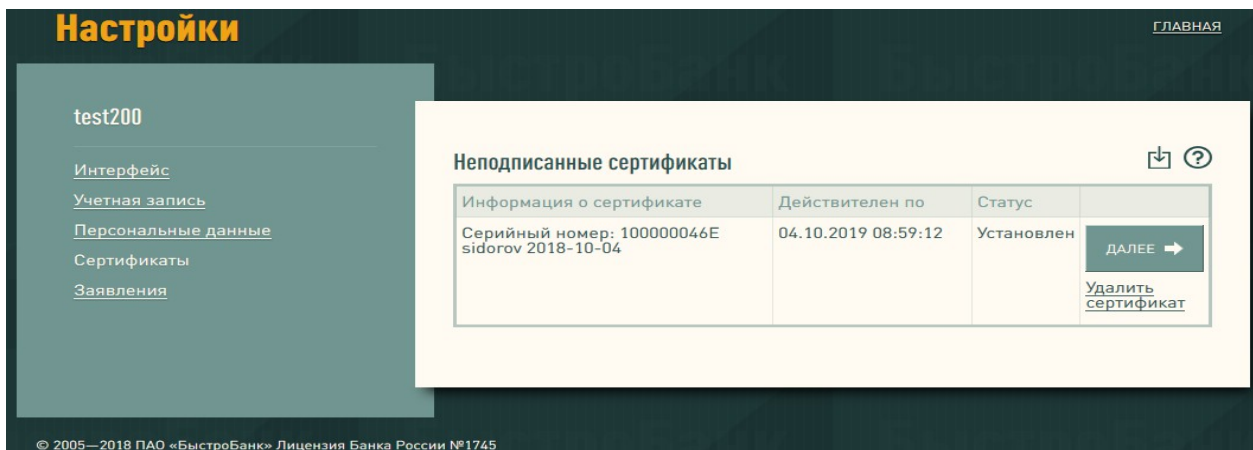 Настройки
ГЛАВНАЯ
test200
Интерфейс
Учетная запись
Персональные данные
Сертификаты
Заявления
Неподписанные сертификаты
Информация о сертификате Действителен по Статус
Серийный номер: 100000046E 04.10.2019 08:59:12 Установлен
sidorov 2018-10-04
ДАЛЕЕ
Удалить
сертификат
© 2005—2018 ПАО «БыстроБанк» Лицензия Банка России №1745